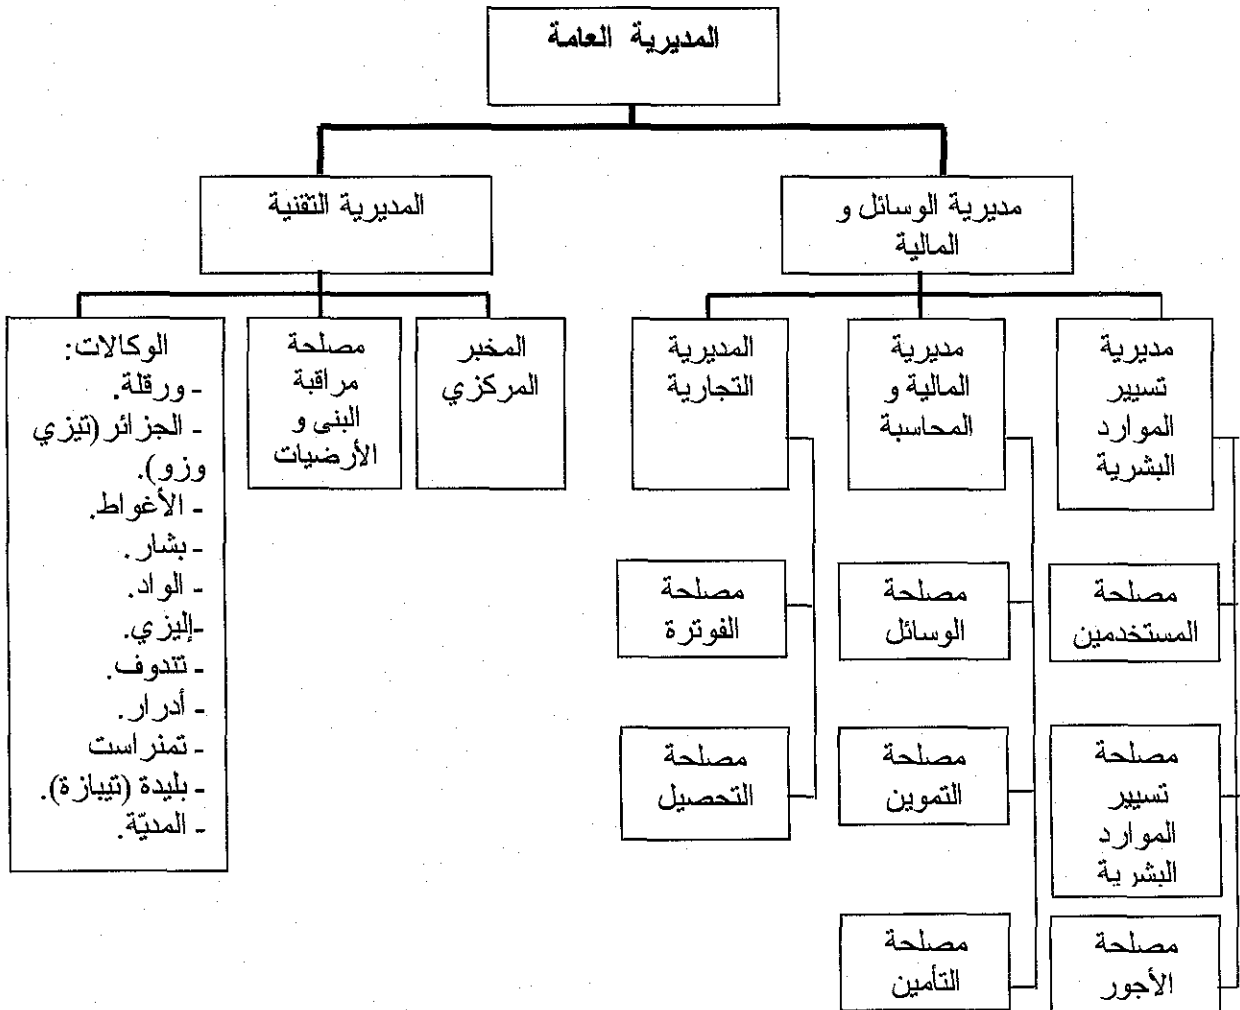 المديرية العامة
مديرية الوسائل و
المالية
المديرية التقنية
مديرية
تسيير
الموارد
البشرية
مديرية
المالية و
المحاسبة
المديرية
التجارية
المخبر
المركزي
مصلحة
مراقبة
البنى و
الأرضيات
الوكالات:
- ورقلة.
- الجزائر(تيزي
وزو).
- الأغواط.
- بشار.
- الواد.
-إليزي.
- تندوف.
- أدرار.
- تمنراست
- بليدة (تيبازة).
- المديّة.
مصلحة
المستخدمين
مصلحة
الوسائل
مصلحة
الفوترة
مصلحة
تسيير
الموارد
البشرية
مصلحة
التموين
مصلحة
التحصيل
مصلحة
الأجور
مصلحة
التأمين